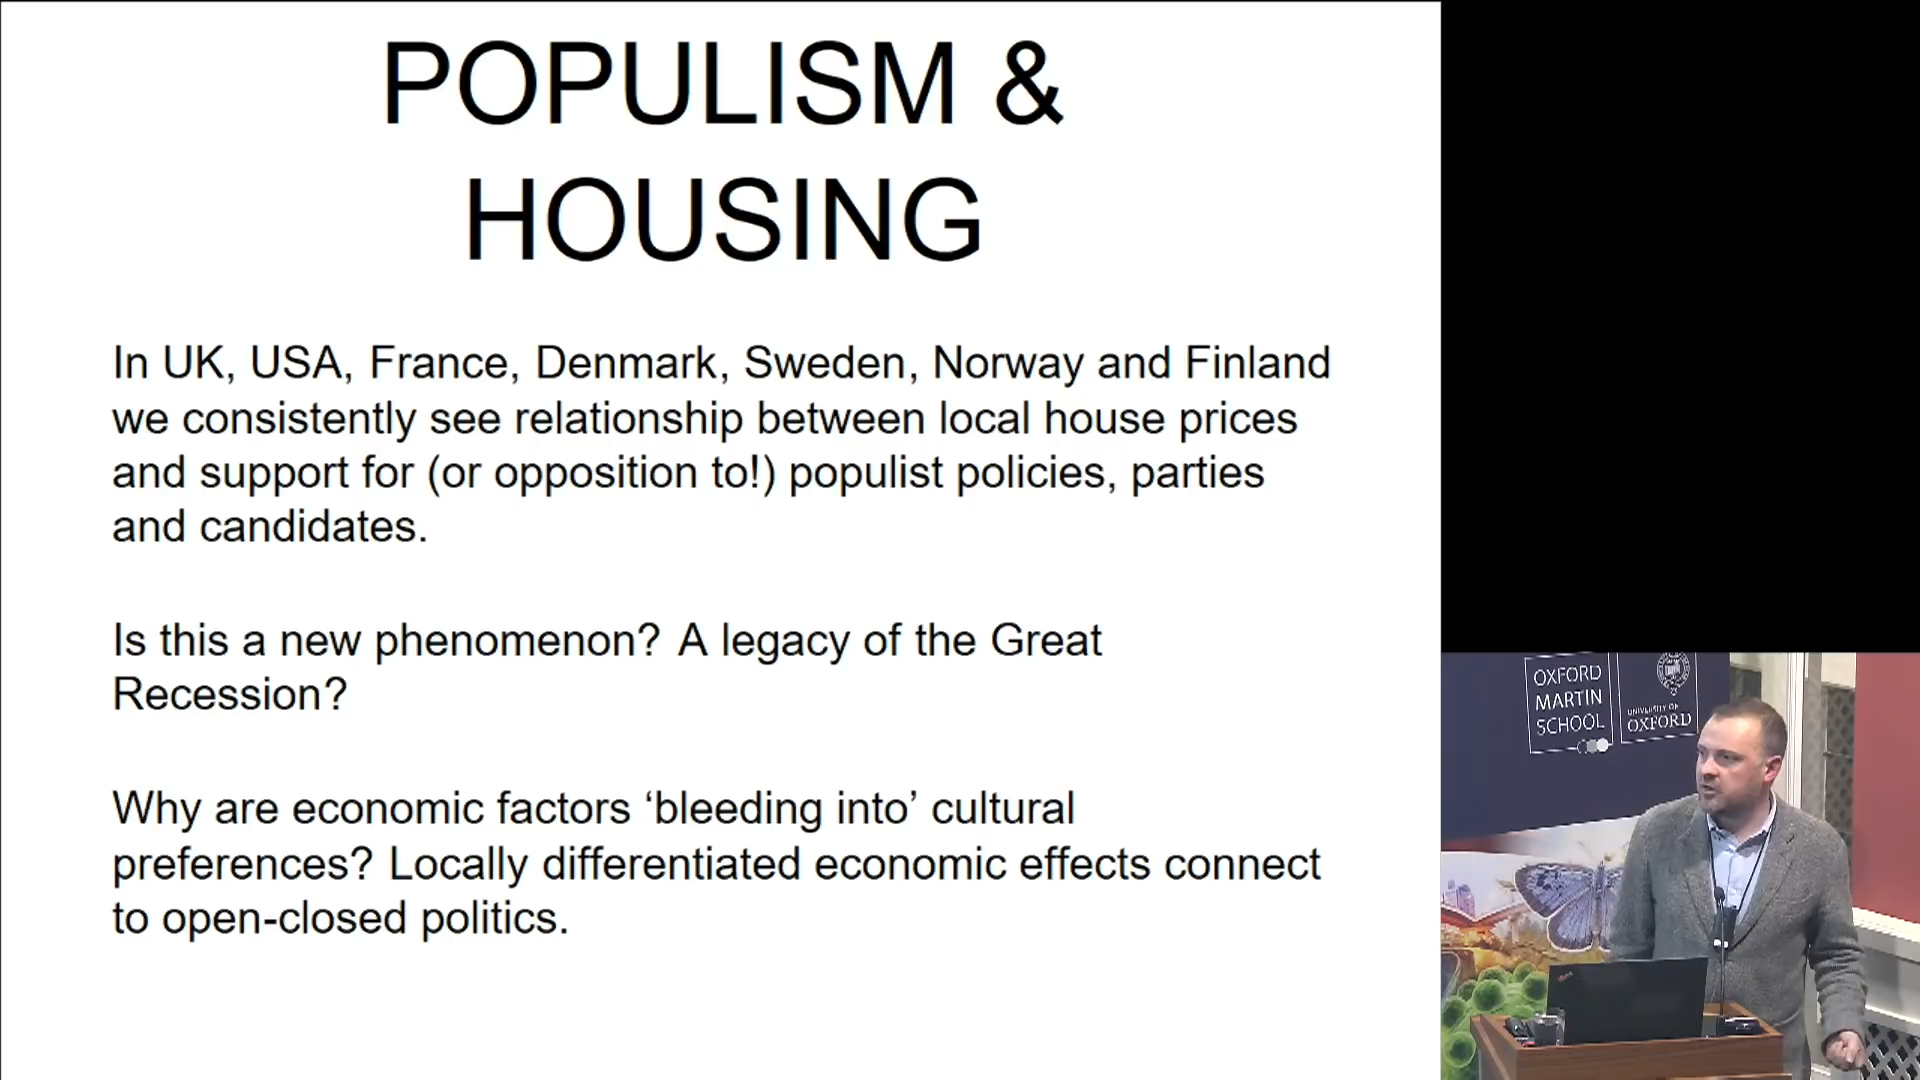 POPULISM &
HOUSING
In UK, USA, France, Denmark, Sweden, Norway and Finland
we consistently see relationship between local house prices
and support for (or opposition to!) populist policies, parties
and candidates.
Is this a new phenomenon? A legacy of the Great
Recession?
Why are economic factors ‘bleeding into’ cultural
preferences? Locally differentiated economic effects connect
to open-closed politics.
OXFORD
MARTIN
SCHOOL
UNIVERSITY OF
OXFORD